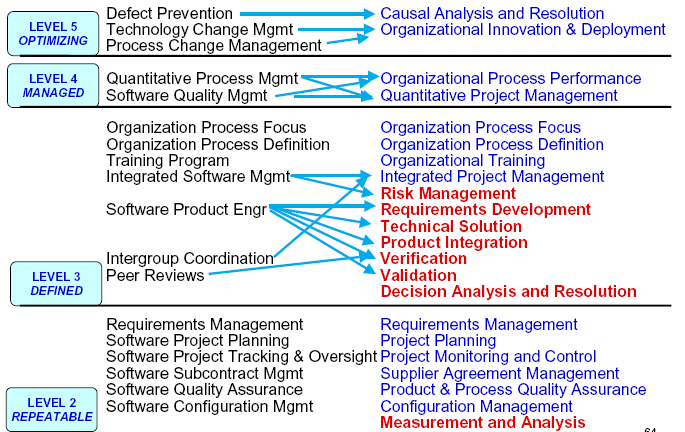 LEVEL 5
OPTIMIZING
Defect Prevention Causal Analysis and Resolution
Technology Change Mgmt Organizational Innovation & Deployment
Process Change Management
LEVEL 4
MANAGED
Quantitative Process Mgmt Organizational Process Performance
Software Quality Mgmt Quantitative Project Management
Organization Process Focus Organization Process Focus
Organization Process Definition Organization Process Definition
Training Program Organizational Training
Integrated Software Mgmt Integrated Project Management
Risk Management
Software Product Engr Requirements Development
Technical Solution
Product Integration
Intergroup Coordination Verification
Peer Reviews Validation
LEVEL 3
DEFINED
Decision Analysis and Resolution
Requirements Management Requirements Management
Software Project Planning Project Planning
Software Project Tracking & Oversight Project Monitoring and Control
Software Subcontract Mgmt Supplier Agreement Management
Software Quality Assurance Product & Process Quality Assurance
Software Configuration Mgmt Configuration Management
LEVEL 2
REPEATABLE
Measurement and Analysis